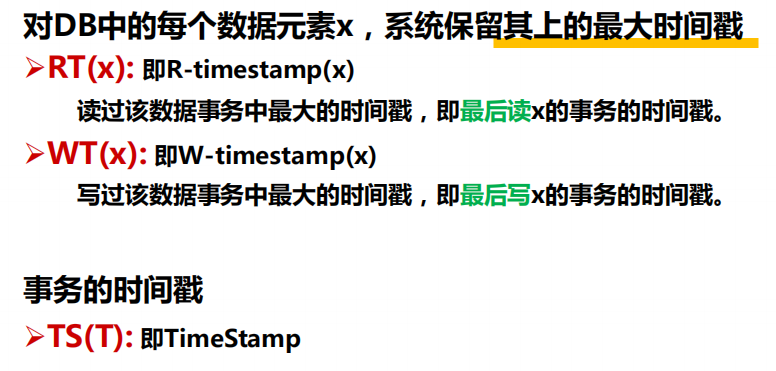 对DB中的每个数据元素x，系统保留其上的最大时间戳
➢RT(x): 即R-timestamp(x)
读过该数据事务中最大的时间戳，即最后读x的事务的时间戳。
➢WT(x): 即W-timestamp(x)
写过该数据事务中最大的时间戳，即最后写x的事务的时间戳。
事务的时间戳
➢TS(T): 即TimeStamp